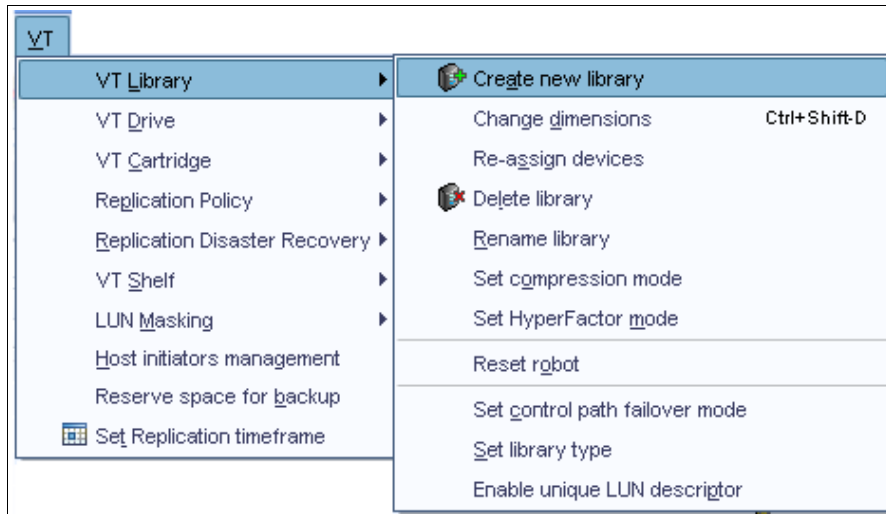 VT
VT Library
VT Drive
VT Cartridge
Replication Policy
Replication Disaster Recovery
VT Shelf
LUN Masking
Host initiators management
Reserve space for backup
Set Replication timeframe
Create new library
Change dimensions Ctrl+Shift-D
Re-assign devices
Delete library
Rename library
Set compression mode
Set HyperFactor mode
Reset robot
Set control path failover mode
Set library type
Enable unique LUN descriptor